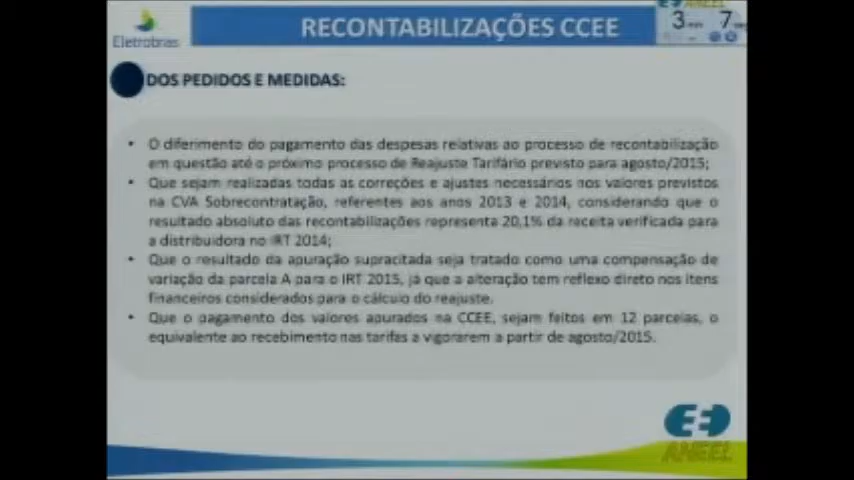 Eletrobras
RECONTABILIZAÇÕES CCEE
ANEEL
3 min 7
DOS PEDIDOS E MEDIDAS:
• O diferimento do pagamento das despesas relativas ao processo de recontabilização
em questão até o próximo processo de Reajuste Tarifário previsto para agosto/2015;
• Que sejam realizadas todas as correções e ajustes necessários nos valores previstos
na CVA Sobrecontratação, referentes aos anos 2013 e 2014, considerando que o
resultado absoluto das recontabilizações representa 20,1% da receita verificada para
a distribuidora no IRT 2014;
• Que o resultado da apuração supracitada seja tratado como uma compensação de
variação da parcela A para o IRT 2015, já que a alteração tem reflexo direto nos itens
financeiros considerados para o cálculo do reajuste.
• Que o pagamento dos valores apurados na CCEE, sejam feitos em 12 parcelas, o
equivalente ao recebimento nas tarifas a vigorarem a partir de agosto/2015.
ANEEL